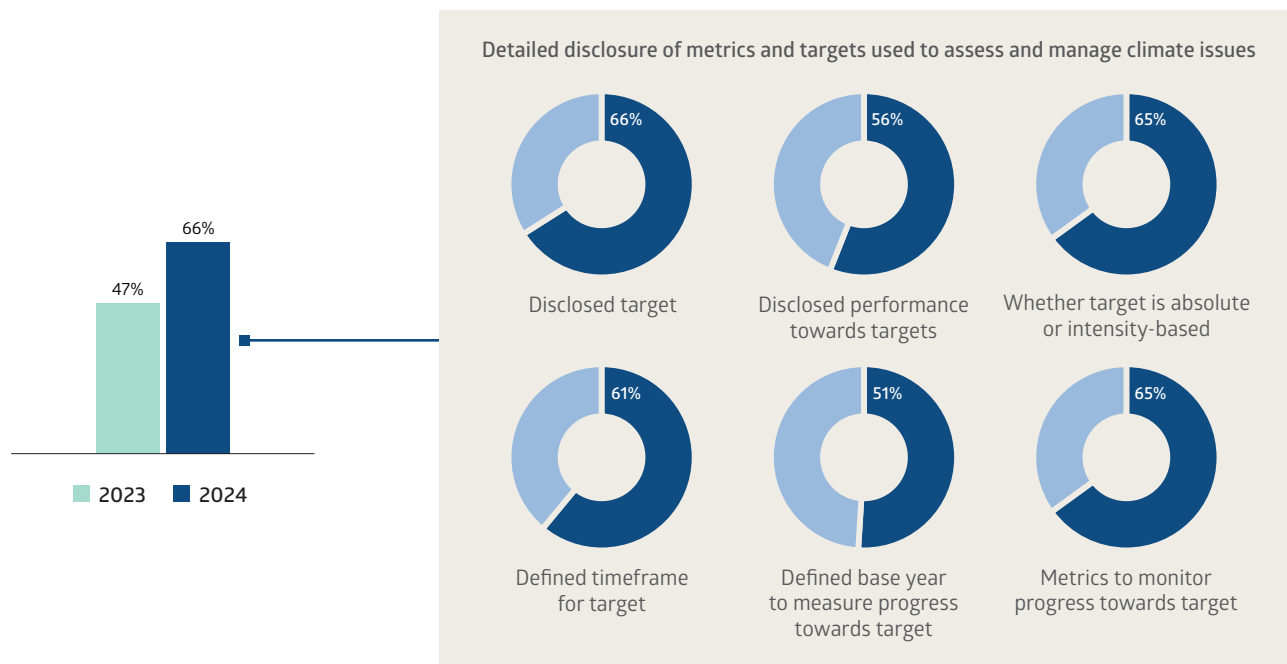 Detailed disclosure of metrics and targets used to assess and manage climate issues
66%
47%
2023
2024
66%
Disclosed target
56%
Disclosed performance
towards targets
65%
Whether target is absolute
or intensity-based
61%
Defined timeframe
for target
51%
Defined base year
to measure progress
towards target
65%
Metrics to monitor
progress towards target